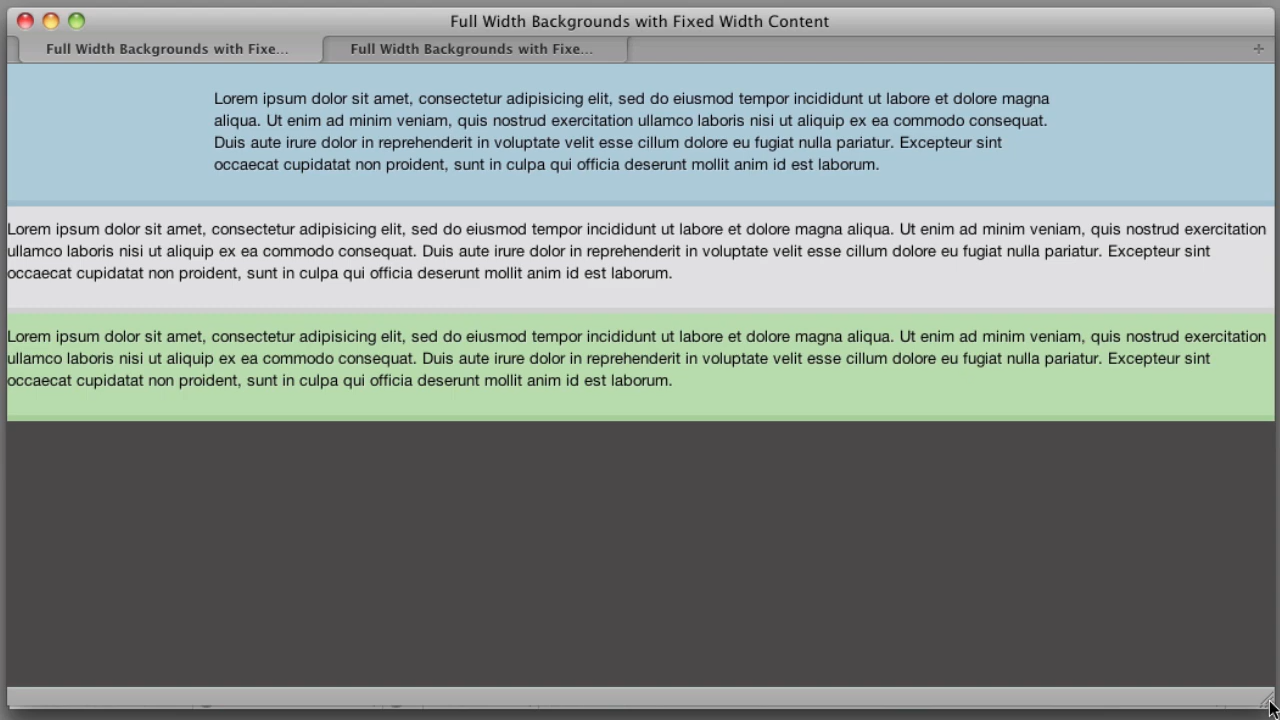 Full Width Backgrounds with Fixed Width Content
Full Width Backgrounds with Fixe...
Full Width Backgrounds with Fixe...
Lorem ipsum dolor sit amet, consectetur adipisicing elit, sed do eiusmod tempor incididunt ut labore et dolore magna
aliqua. Ut enim ad minim veniam, quis nostrud exercitation ullamco laboris nisi ut aliquip ex ea commodo consequat.
Duis aute irure dolor in reprehenderit in voluptate velit esse cillum dolore eu fugiat nulla pariatur. Excepteur sint
occaecat cupidatat non proident, sunt in culpa qui officia deserunt mollit anim id est laborum.
Lorem ipsum dolor sit amet, consectetur adipisicing elit, sed do eiusmod tempor incididunt ut labore et dolore magna aliqua. Ut enim ad minim veniam, quis nostrud exercitation
ullamco laboris nisi ut aliquip ex ea commodo consequat. Duis aute irure dolor in reprehenderit in voluptate velit esse cillum dolore eu fugiat nulla pariatur. Excepteur sint
occaecat cupidatat non proident, sunt in culpa qui officia deserunt mollit anim id est laborum.
Lorem ipsum dolor sit amet, consectetur adipisicing elit, sed do eiusmod tempor incididunt ut labore et dolore magna aliqua. Ut enim ad minim veniam, quis nostrud exercitation
ullamco laboris nisi ut aliquip ex ea commodo consequat. Duis aute irure dolor in reprehenderit in voluptate velit esse cillum dolore eu fugiat nulla pariatur. Excepteur sint
occaecat cupidatat non proident, sunt in culpa qui officia deserunt mollit anim id est laborum.